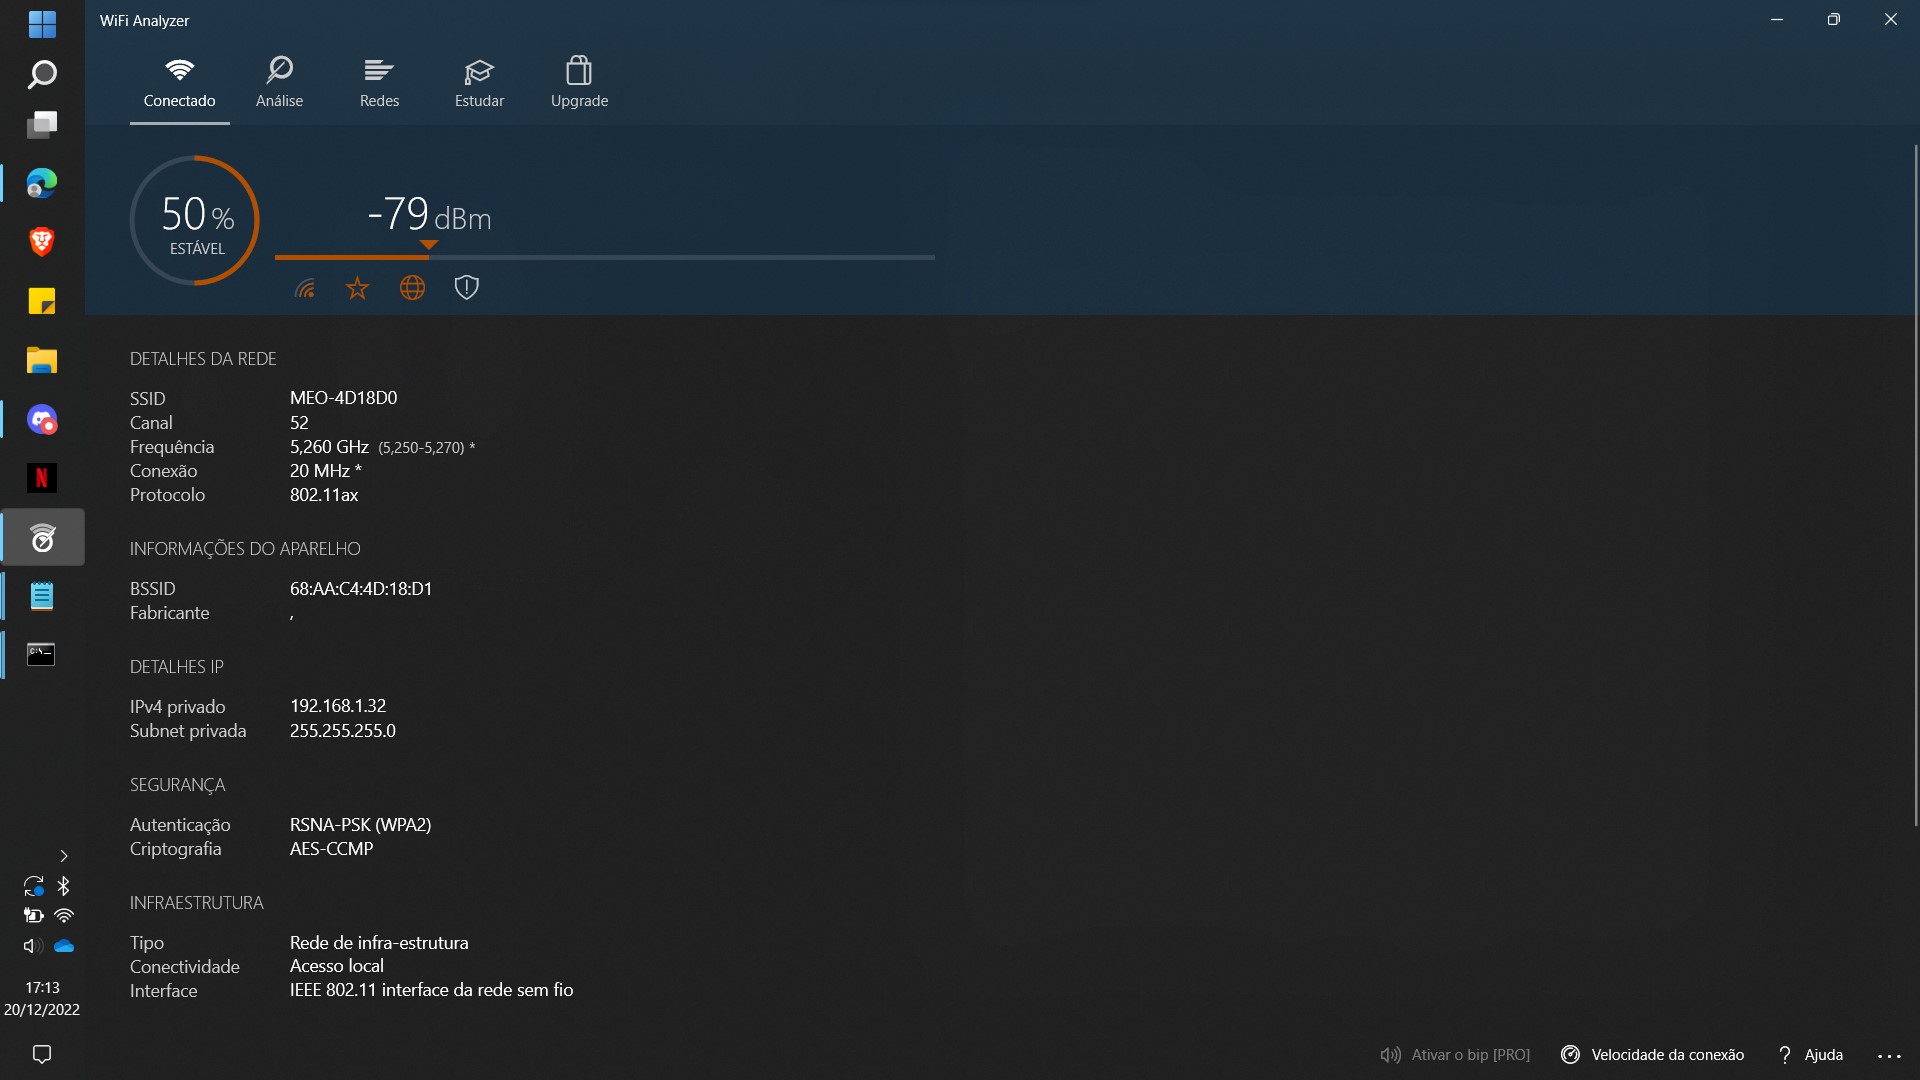 WiFi Analyzer
Conectado
Análise
Redes
Estudar
Upgrade
50 %
ESTÁVEL
-79 dBm
DETALHES DA REDE
SSID MEO-4D18D0
Canal 52
Frequência 5,260 GHz (5,250-5,270) *
Conexão 20 MHz *
Protocolo 802.11ax
INFORMAÇÕES DO APARELHO
BSSID 68:AA:C4:4D:18:D1
Fabricante ,
DETALHES IP
IPv4 privado 192.168.1.32
Subnet privada 255.255.255.0
SEGURANÇA
Autenticação RSNA-PSK (WPA2)
Criptografia AES-CCMP
INFRAESTRUTURA
Tipo Rede de infra-estrutura
Conectividade Acesso local
Interface IEEE 802.11 interface da rede sem fio
17:13
20/12/2022
Ativar o bip [PRO]
Velocidade da conexão
? Ajuda
...